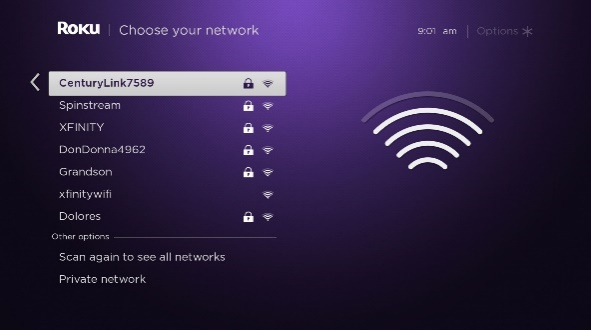 Roku | Choose your network
9:01 am | Options
CenturyLink7589
Spinstream
XFINITY
DonDonna4962
Grandson
xfinitywifi
Dolores
Other options
Scan again to see all networks
Private network